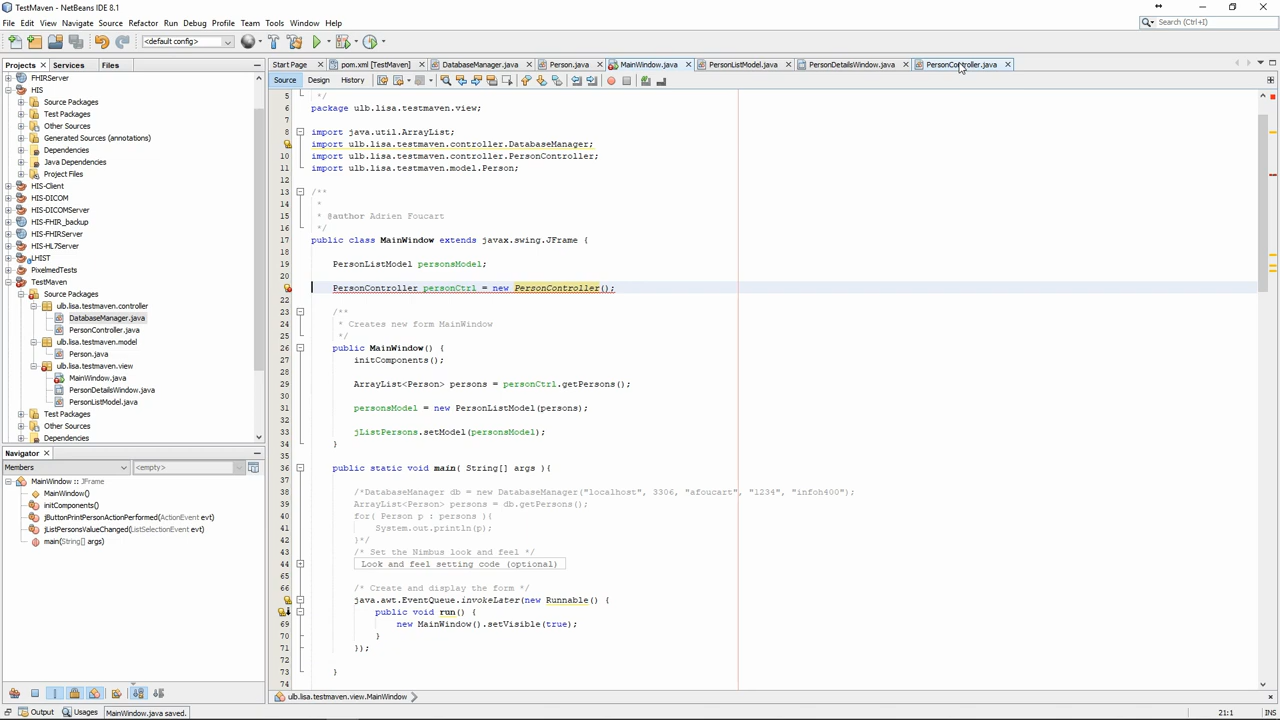 TestMaven - NetBeans IDE 8.1
File Edit View Navigate Source Refactor Run Debug Profile Team Tools Window Help
Search (Ctrl+I)
<default config>
Projects Services Files
Start Page pom.xml [TestMaven] DatabaseManager.java Person.java MainWindow.java PersonListModel.java PersonDetailsWindow.java PersonController.java
Source Design History
FHIRServer
HIS
Source Packages
Test Packages
Other Sources
Generated Sources (annotations)
Dependencies
Java Dependencies
Project Files
HIS-Client
HIS-DICOM
HIS-DICOMServer
HIS-FHIR_backup
HIS-FHIRServer
HIS-HL7Server
LHIST
PixelmedTests
TestMaven
Source Packages
ulb.lisa.testmaven.controller
DatabaseManager.java
PersonController.java
ulb.lisa.testmaven.model
Person.java
ulb.lisa.testmaven.view
MainWindow.java
PersonDetailsWindow.java
PersonListModel.java
Test Packages
Other Sources
Dependencies
Navigator
Members <empty>
MainWindow :: JFrame
MainWindow()
initComponents()
jButtonPrintPersonActionPerformed(ActionEvent evt)
jListPersonsValueChanged(ListSelectionEvent evt)
main(String[] args)
5 */
6 package ulb.lisa.testmaven.view;
7
8 import java.util.ArrayList;
import ulb.lisa.testmaven.controller.DatabaseManager;
10 import ulb.lisa.testmaven.controller.PersonController;
11 import ulb.lisa.testmaven.model.Person;
12
13 /**
14 *
15 * @author Adrien Foucart
16 */
17 public class MainWindow extends javax.swing.JFrame {
18
19 PersonListModel personsModel;
20
PersonController personCtrl = new PersonController();
22
23 /**
24 * Creates new form MainWindow
25 */
26 public MainWindow() {
27 initComponents();
28
29 ArrayList<Person> persons = personCtrl.getPersons();
30
31 personsModel = new PersonListModel(persons);
32
33 jListPersons.setModel(personsModel);
34 }
35
36 public static void main( String[] args ){
37
38 /*DatabaseManager db = new DatabaseManager("localhost", 3306, "afoucart", "1234", "infoh400");
39 ArrayList<Person> persons = db.getPersons();
40 for( Person p : persons ){
41 System.out.println(p);
42 }*/
43 /* Set the Nimbus look and feel */
44 Look and feel setting code (optional)
65
66 /* Create and display the form */
java.awt.EventQueue.invokeLater(new Runnable() {
public void run() {
69 new MainWindow().setVisible(true);
70 }
71 });
72
73 }
74
ulb.lisa.testmaven.view.MainWindow
Output Usages MainWindow.java saved. 21:1 INS